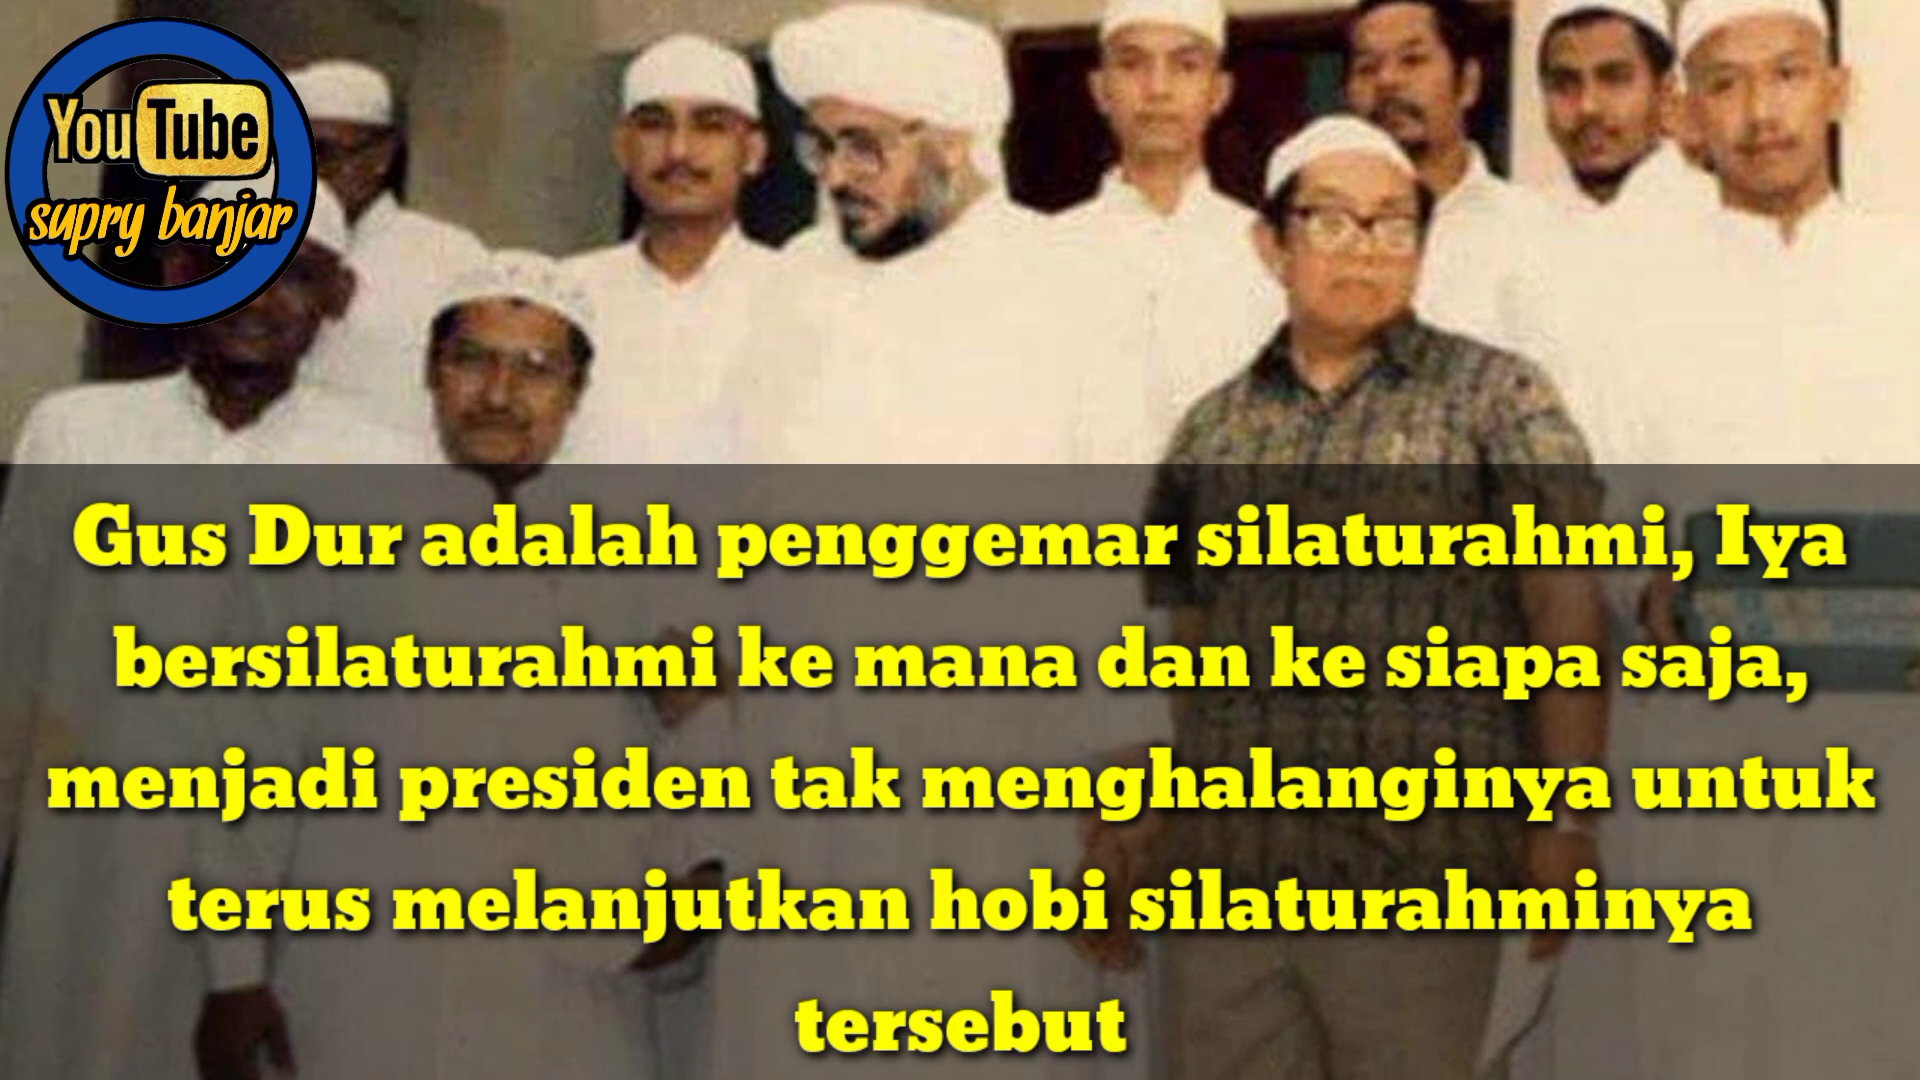 YouTube
supry banjar
Gus Dur adalah penggemar silaturahmi, Iya
bersilaturahmi ke mana dan ke siapa saja,
menjadi presiden tak menghalanginya untuk
terus melanjutkan hobi silaturahminya
tersebut